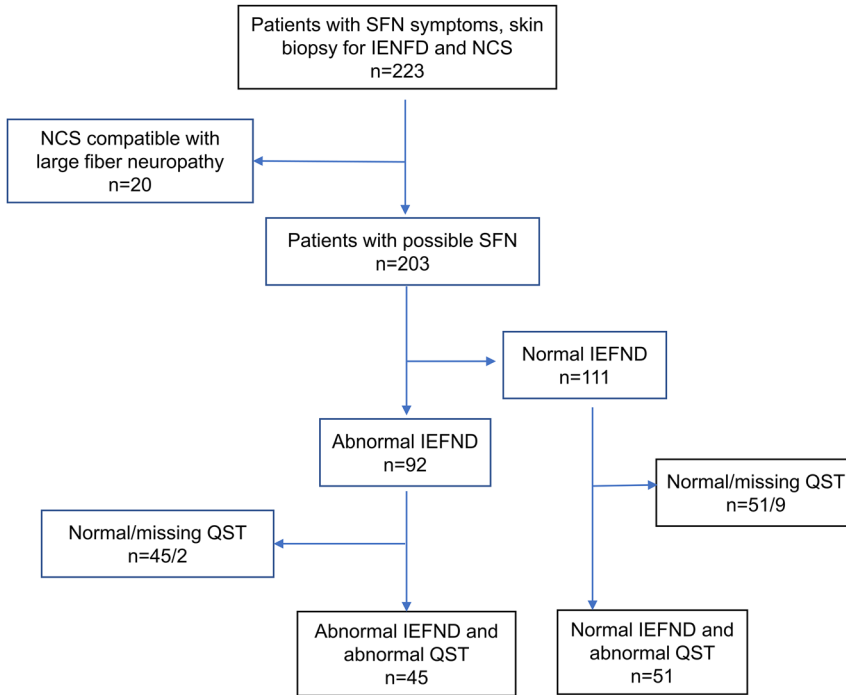 Patients with SFN symptoms, skin
biopsy for IENFD and NCS
n=223
NCS compatible with
large fiber neuropathy
n=20
Patients with possible SFN
n=203
Normal IEFND
n=111
Abnormal IEFND
n=92
Normal/missing QST
n=51/9
Normal/missing QST
n=45/2
Abnormal IEFND and
abnormal QST
n=45
Normal IEFND and
abnormal QST
n=51